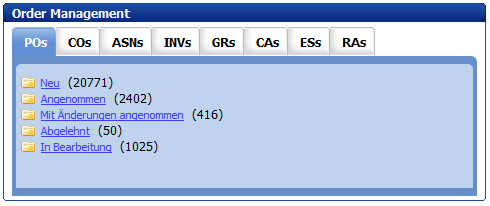 Order Management
POs COs ASNs INVs GRs CAs ESs RAs
Neu (20771)
Angenommen (2402)
Mit Änderungen angenommen (416)
Abgelehnt (50)
In Bearbeitung (1025)